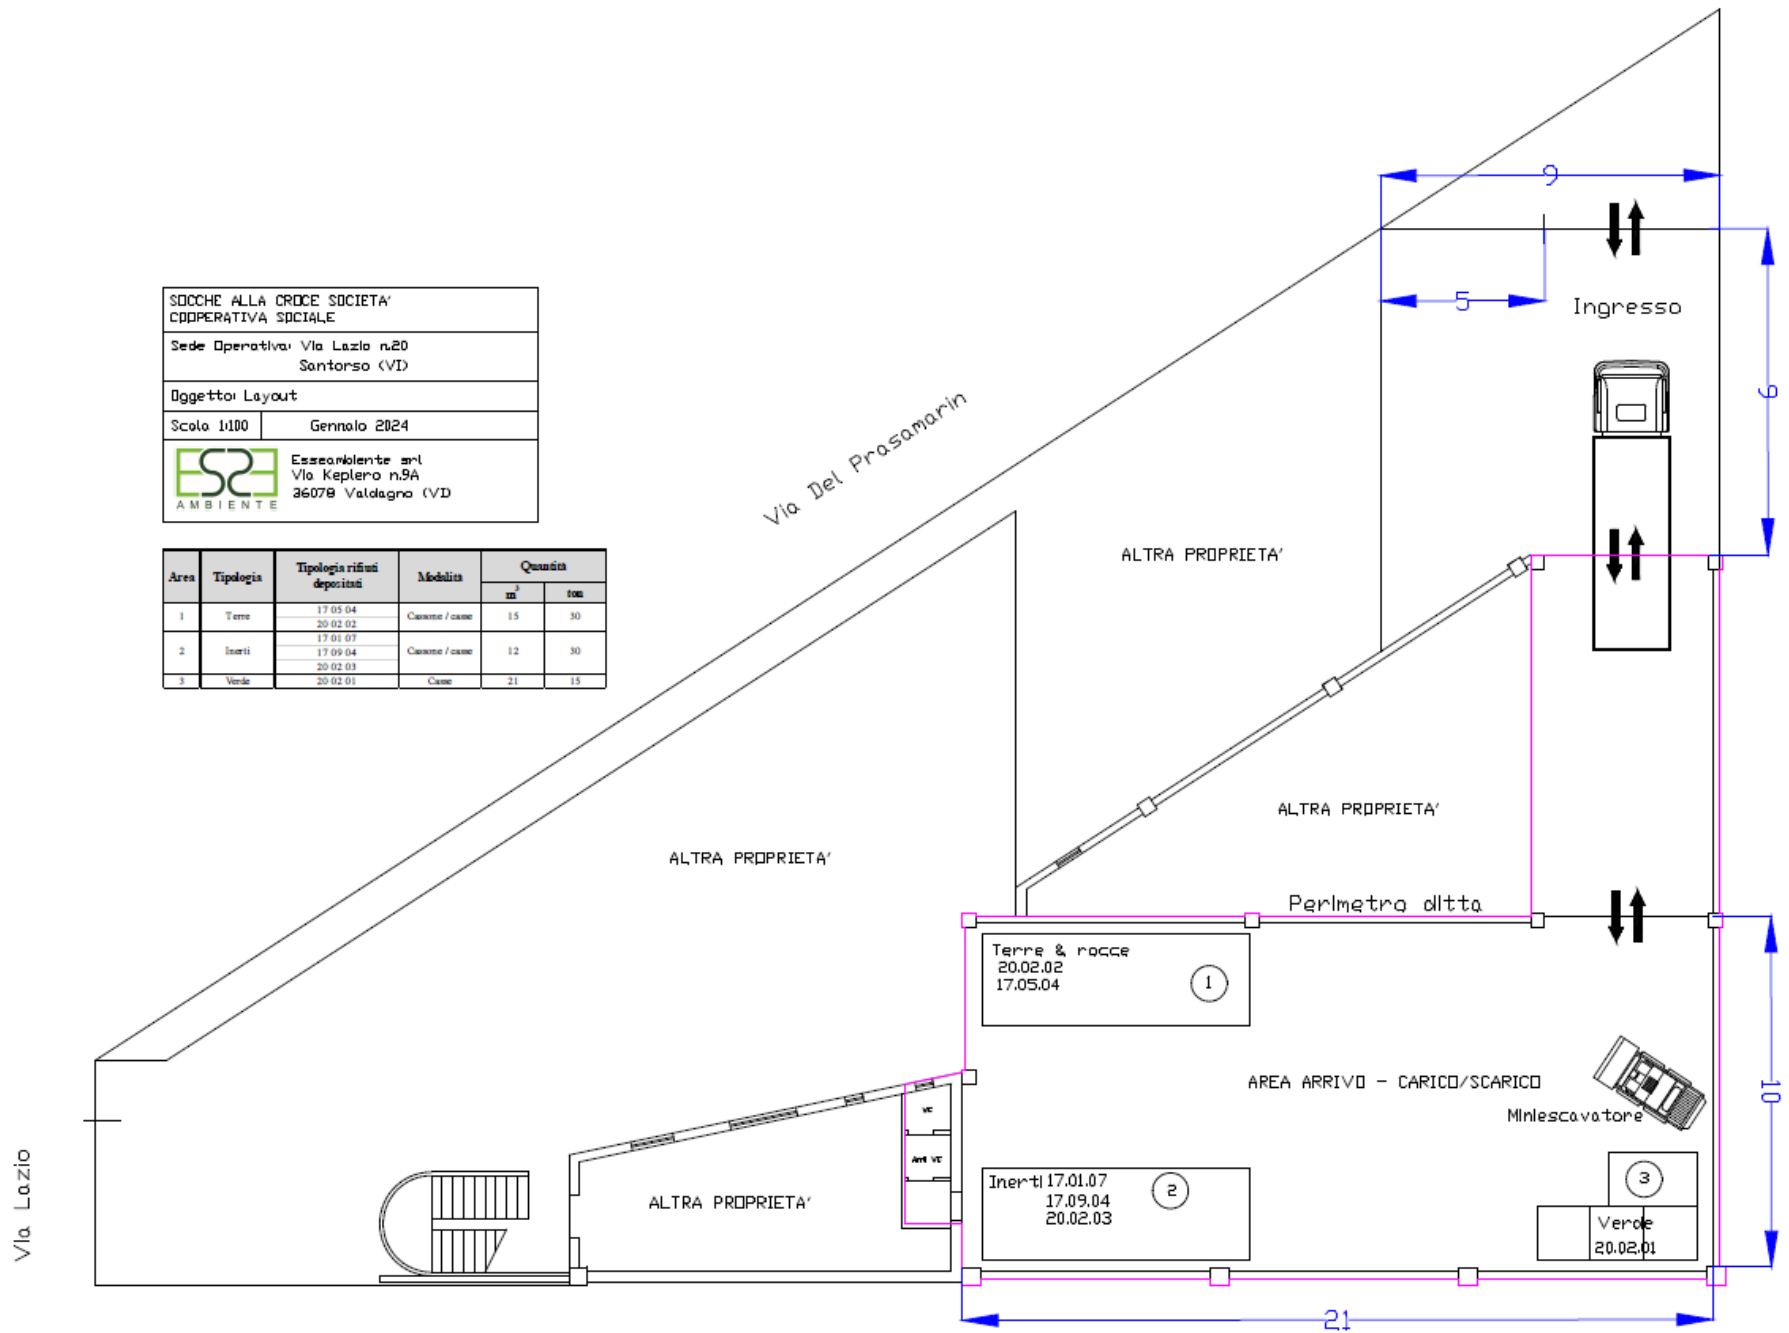 SOCCHE ALLA CROCE SOCIETA'
COOPERATIVA SOCIALE
Sede Operativa: Via Lazio n.20
Santorso (VI)
Oggetto: Layout
Scala 1:100
Gennaio 2024
ESSE
AMBIENTE
Esseambiente srl
Via Keplero n.9A
36078 Valdagno (VI)
Area Tipologia Tipologia rifiuti depositati Modalità Quantità
m³ ton
1 Terre 17 05 04 Cassone / casse 15 30
20 02 02
2 Inerti 17 01 07 Cassone / casse 12 30
17 09 04
20 02 03
3 Verde 20 02 01 Casse 21 15
9
5
Ingresso
9
Via Del Prasamarin
ALTRA PROPRIETA'
ALTRA PROPRIETA'
ALTRA PROPRIETA'
Perimetro ditta
Terre & rocce
20.02.02
17.05.04
1
AREA ARRIVO - CARICO/SCARICO
Miniescavatore
10
WC
Anti WC
ALTRA PROPRIETA'
Inerti 17.01.07
17.09.04
20.02.03
2
3
Verde
20.02.01
21
Via Lazio